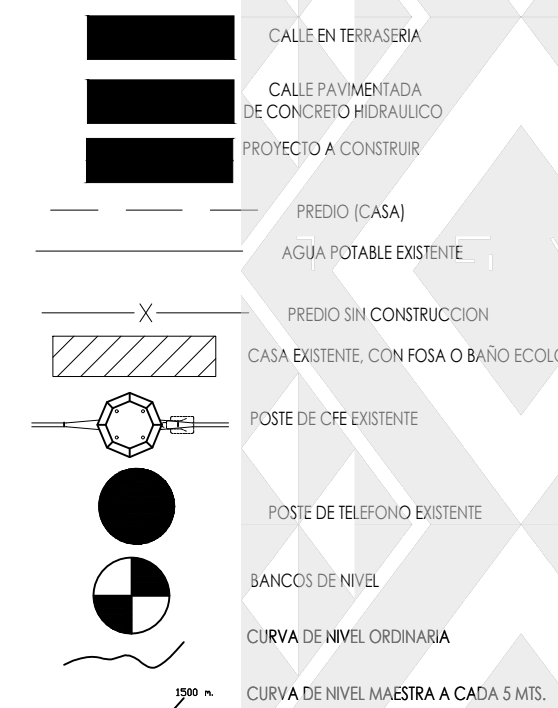 CALLE EN TERRASERIA
CALLE PAVIMENTADA
DE CONCRETO HIDRAULICO
PROYECTO A CONSTRUIR
PREDIO (CASA)
AGUA POTABLE EXISTENTE
X
PREDIO SIN CONSTRUCCION
CASA EXISTENTE, CON FOSA O BAÑO ECOLO
POSTE DE CFE EXISTENTE
POSTE DE TELEFONO EXISTENTE
BANCOS DE NIVEL
CURVA DE NIVEL ORDINARIA
1500 m.
CURVA DE NIVEL MAESTRA A CADA 5 MTS.